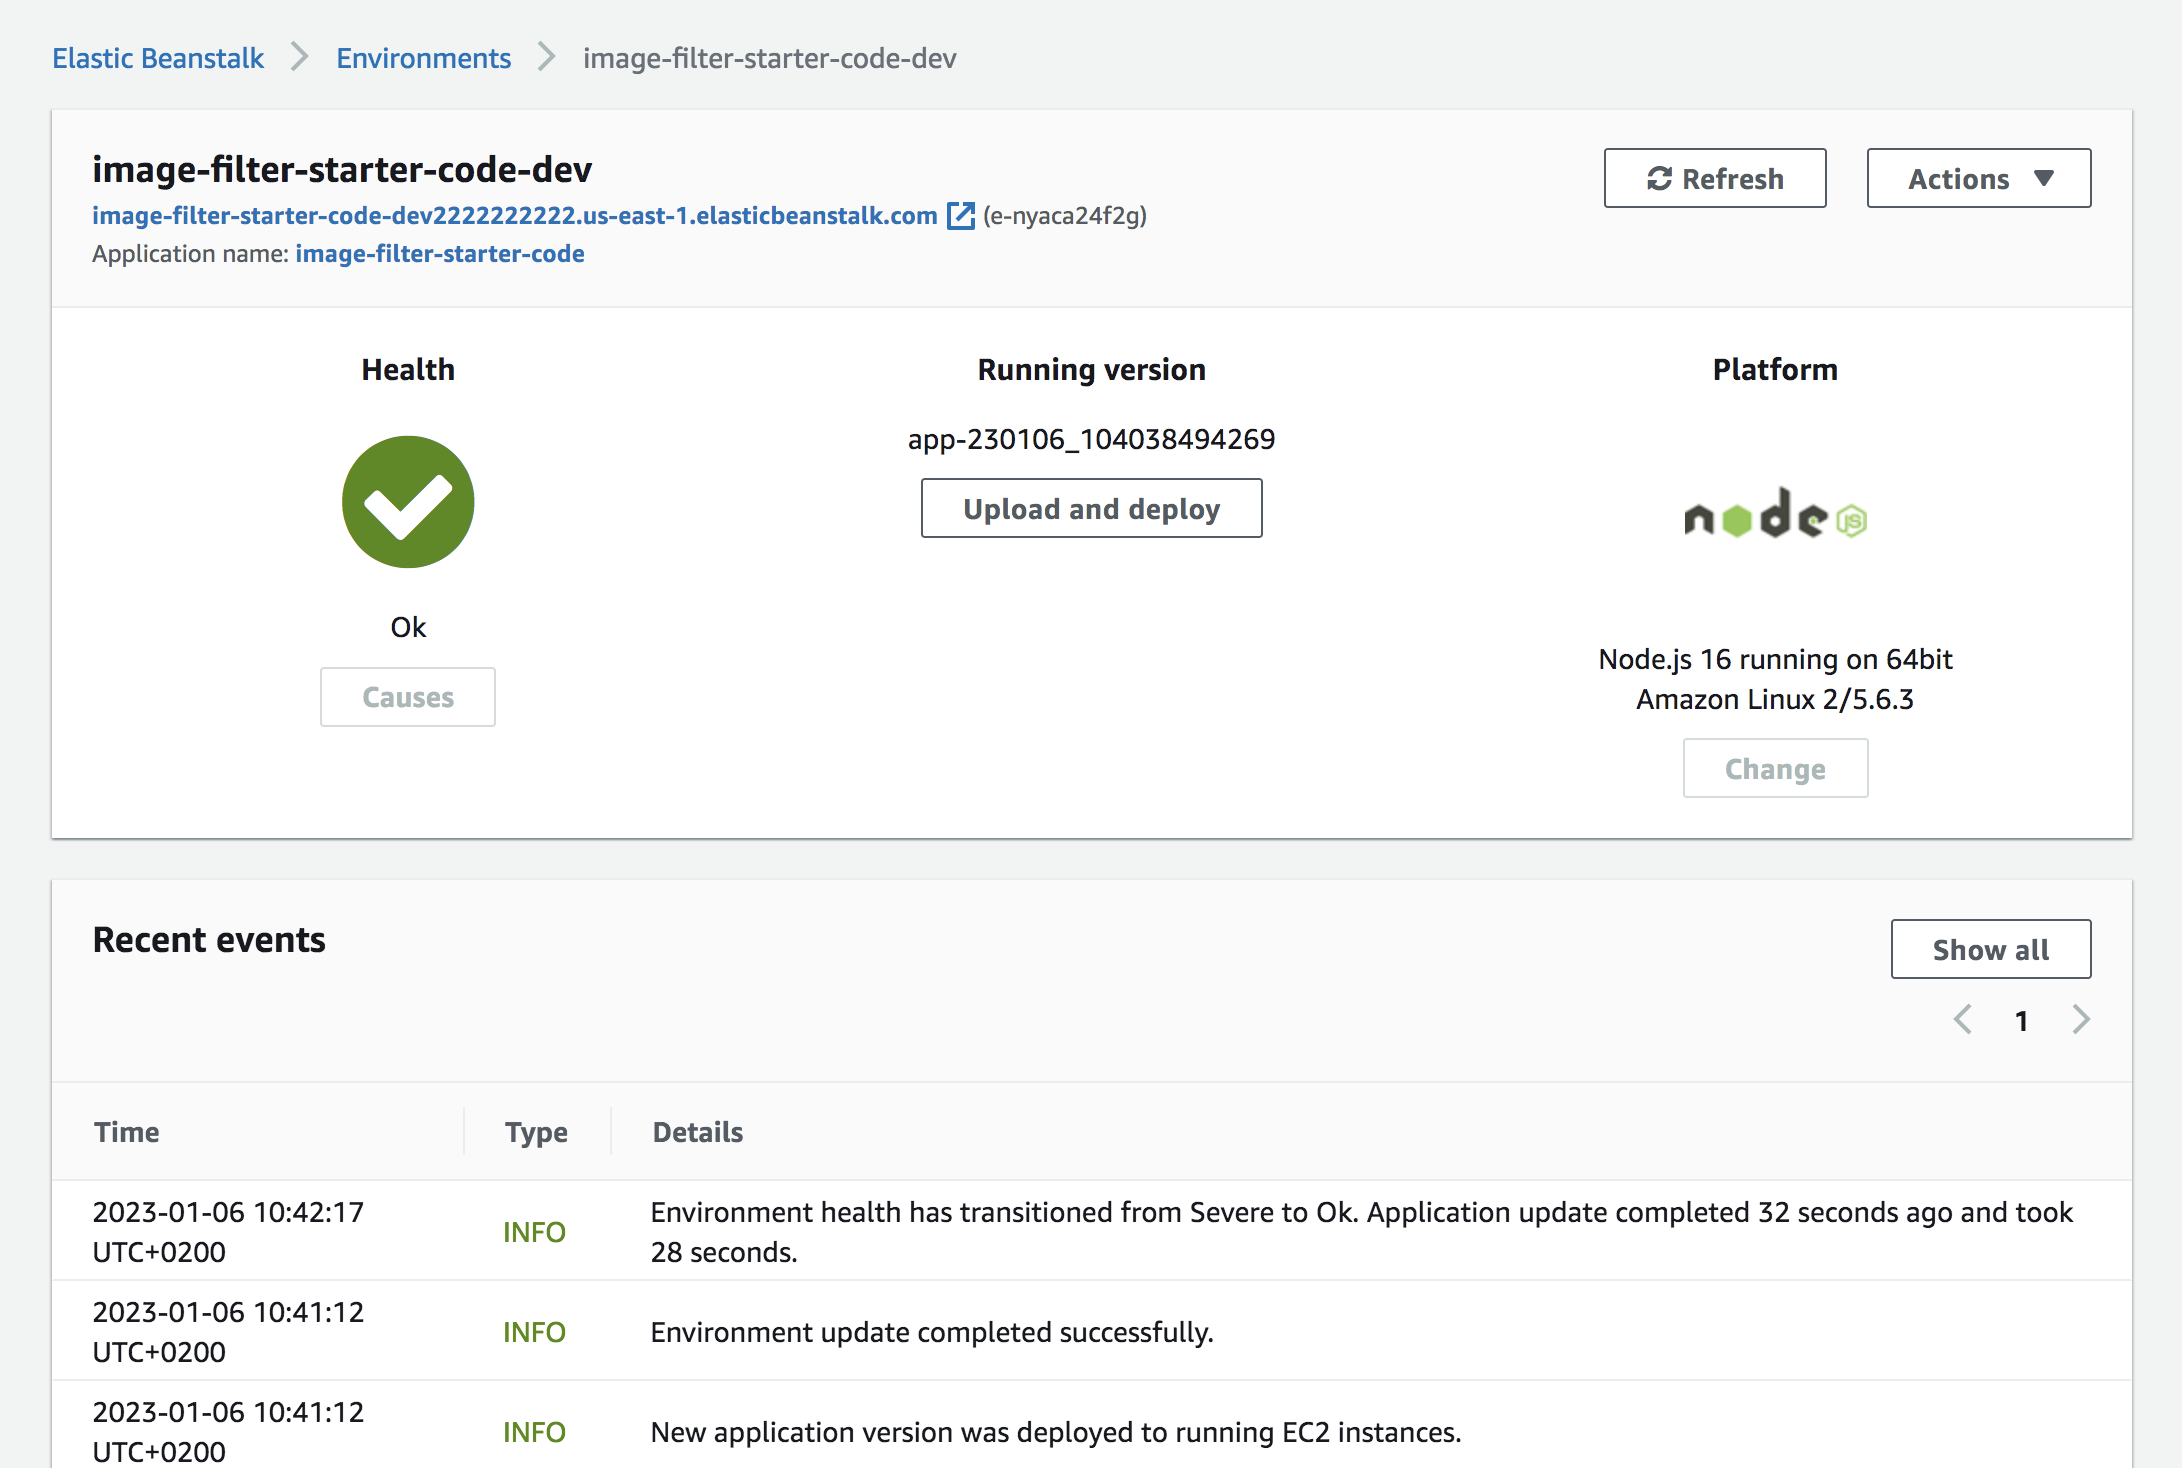 Elastic Beanstalk > Environments > image-filter-starter-code-dev
image-filter-starter-code-dev
image-filter-starter-code-dev2222222222.us-east-1.elasticbeanstalk.com (e-nyaca24f2g)
Application name: image-filter-starter-code
Refresh
Actions
Health
Ok
Causes
Running version
app-230106_104038494269
Upload and deploy
Platform
node JS
Node.js 16 running on 64bit
Amazon Linux 2/5.6.3
Change
Recent events
Show all
1
Time Type Details
2023-01-06 10:42:17
UTC+0200
INFO
Environment health has transitioned from Severe to Ok. Application update completed 32 seconds ago and took
28 seconds.
2023-01-06 10:41:12
UTC+0200
INFO
Environment update completed successfully.
2023-01-06 10:41:12
UTC+0200
INFO
New application version was deployed to running EC2 instances.